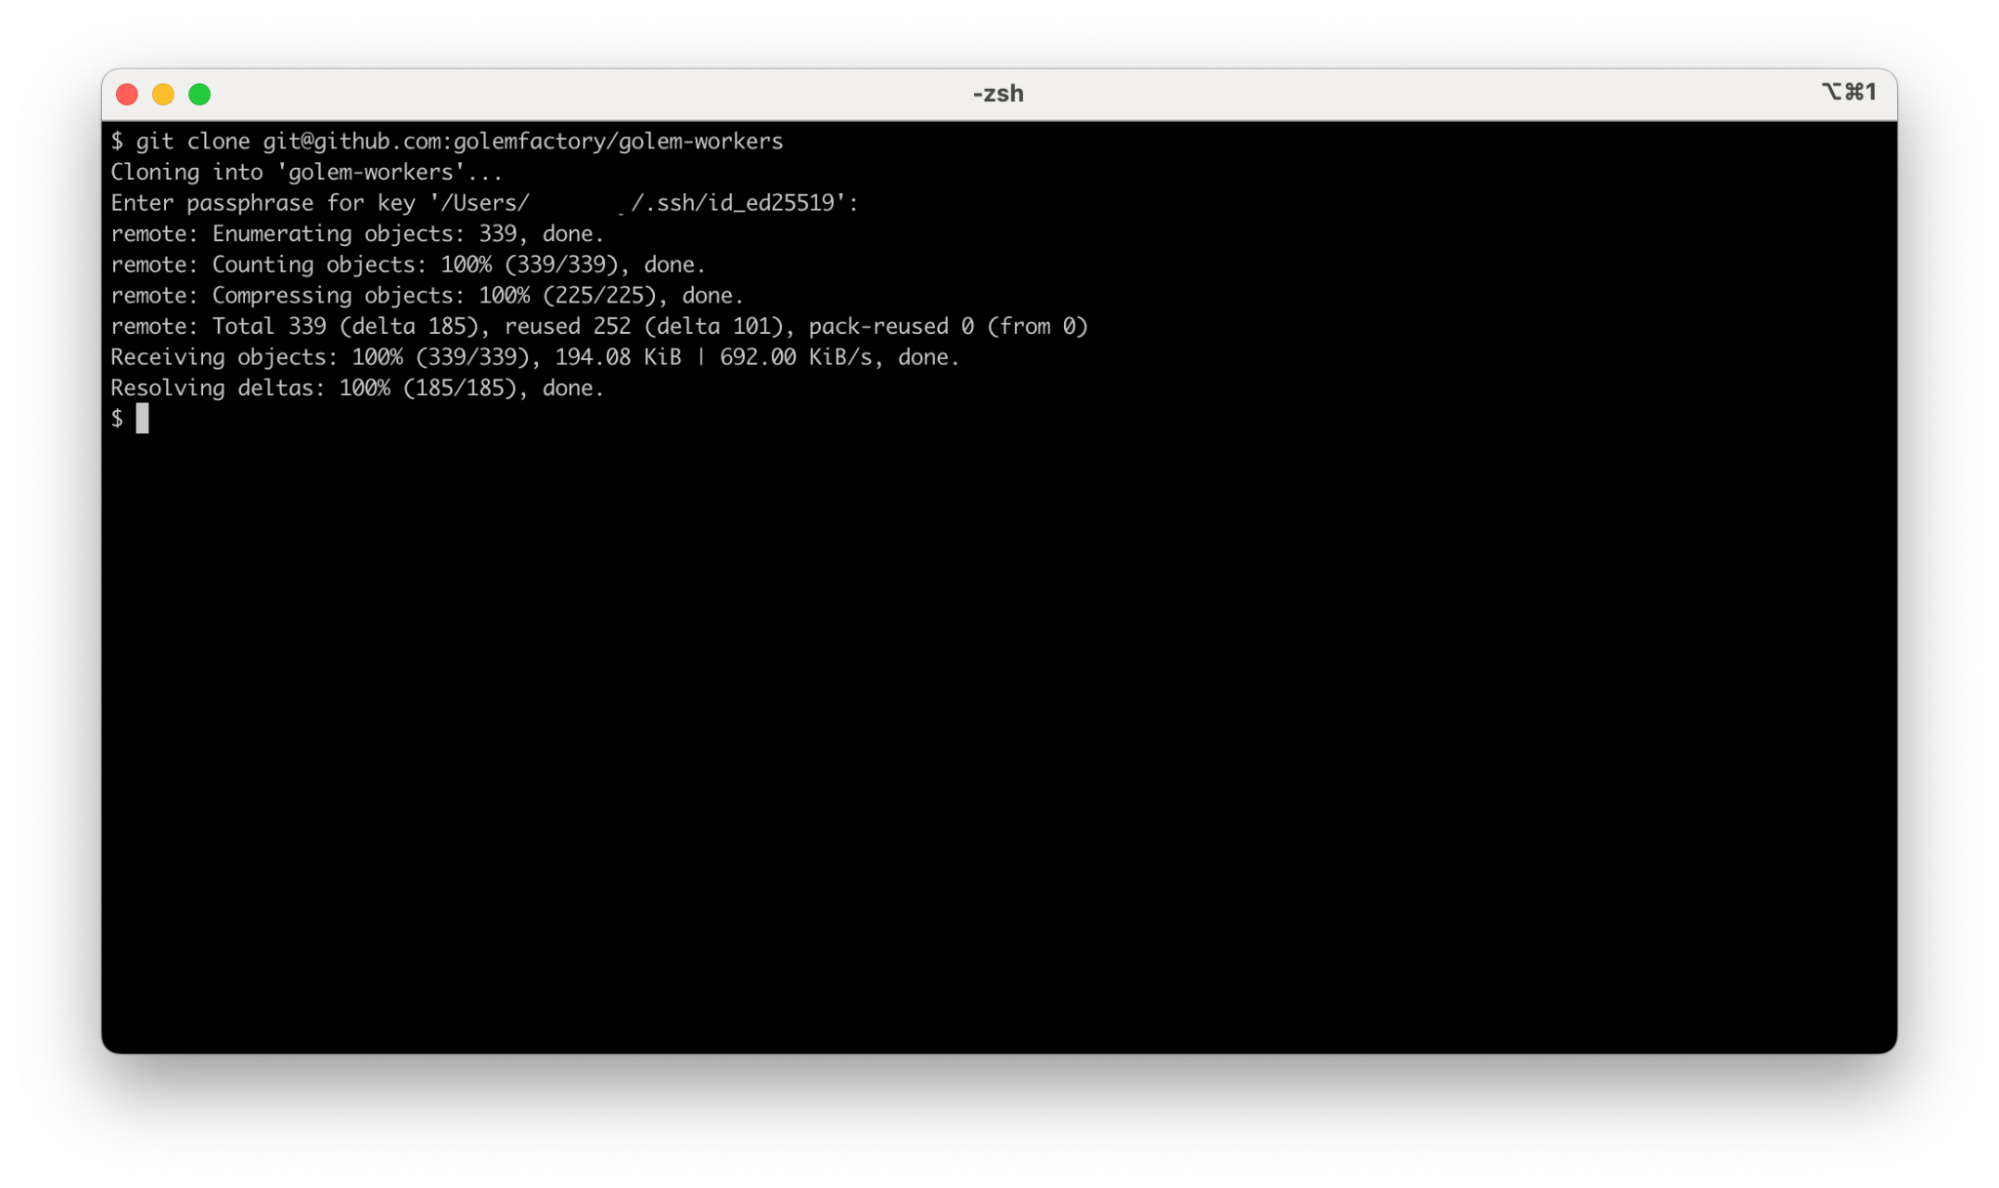 -zsh
⌥⌘1
$ git clone git@github.com:golemfactory/golem-workers
Cloning into 'golem-workers'...
Enter passphrase for key '/Users/ /.ssh/id_ed25519':
remote: Enumerating objects: 339, done.
remote: Counting objects: 100% (339/339), done.
remote: Compressing objects: 100% (225/225), done.
remote: Total 339 (delta 185), reused 252 (delta 101), pack-reused 0 (from 0)
Receiving objects: 100% (339/339), 194.08 KiB | 692.00 KiB/s, done.
Resolving deltas: 100% (185/185), done.
$